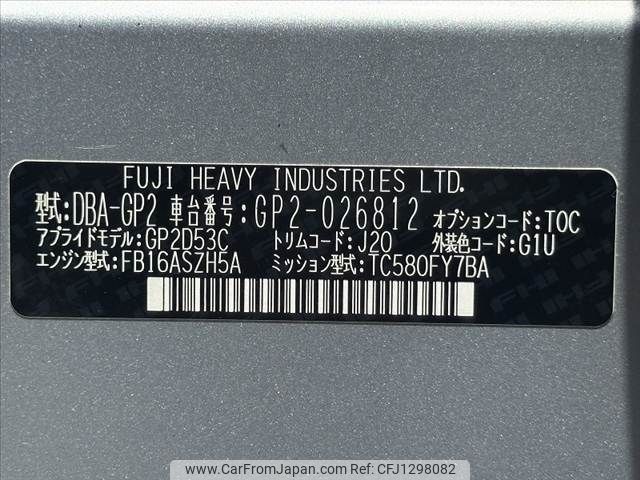 FUJI HEAVY INDUSTRIES LTD.
型式:DBA-GP2 車台番号:GP2-026812 オプションコード:TOC
アプライドモデル:GP2D53C トリムコード:J20 外装色コード:G1U
エンジン型式:FB16ASZH5A ミッション型式:TC580FY7BA
www.CarFromJapan.com - Stock No: CFJ1298082